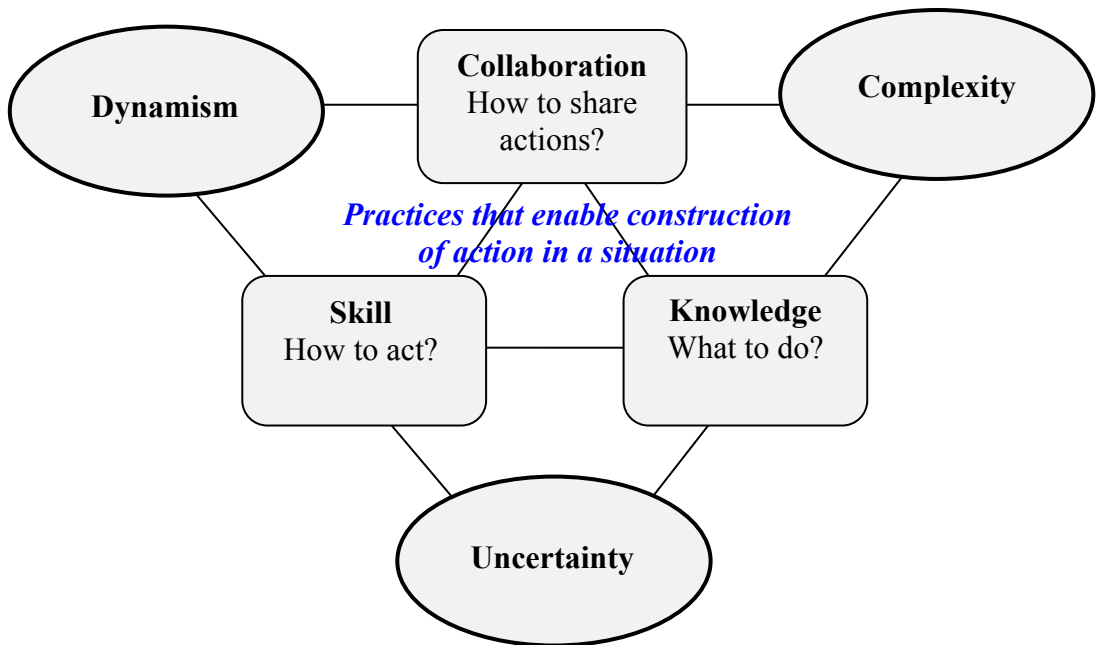 Dynamism
Collaboration
How to share
actions?
Complexity
Practices that enable construction
of action in a situation
Skill
How to act?
Knowledge
What to do?
Uncertainty